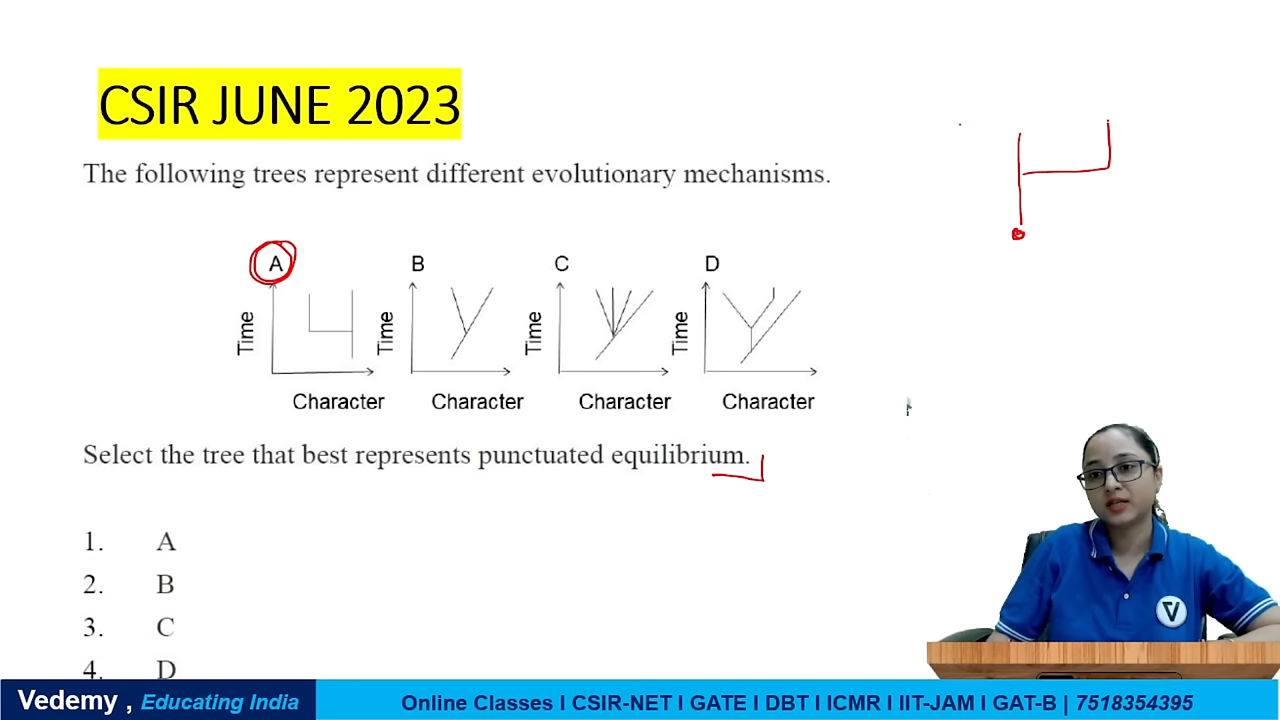 CSIR JUNE 2023
The following trees represent different evolutionary mechanisms.
A B C D
Time Time Time Time
Character Character Character Character
Select the tree that best represents punctuated equilibrium.
1. A
2. B
3. C
4. D
Vedemy , Educating India
Online Classes I CSIR-NET I GATE I DBT I ICMR I IIT-JAM I GAT-B | 7518354395